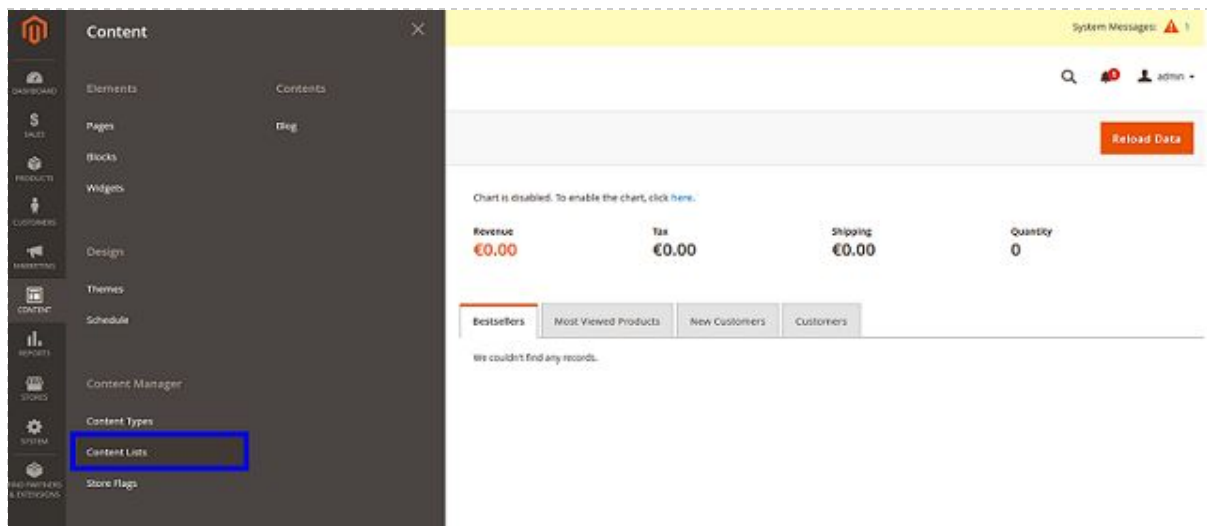 System Messages: 1
admin
Reload Data
DASHBOARD
SALES
PRODUCTS
CUSTOMERS
MARKETING
CONTENT
REPORTS
STORES
SYSTEM
FIND PARTNERS
& EXTENSIONS
Content
Elements
Pages
Blocks
Widgets
Contents
Blog
Design
Themes
Schedule
Content Manager
Content Types
Content Lists
Store Flags
Chart is disabled. To enable the chart, click here.
Revenue Tax Shipping Quantity
€0.00 €0.00 €0.00 0
Bestsellers Most Viewed Products New Customers Customers
We couldn't find any records.